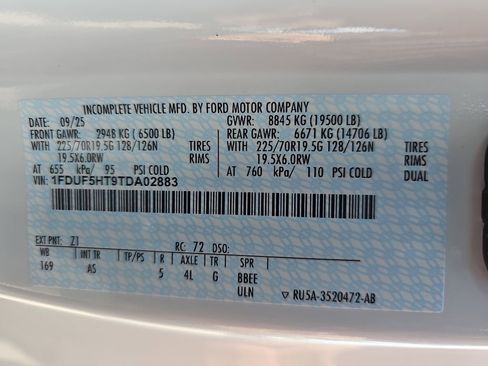 INCOMPLETE VEHICLE MFD. BY FORD MOTOR COMPANY
DATE: 09/25 GVWR: 8845 KG (19500 LB)
FRONT GAWR: 2948 KG (6500 LB) REAR GAWR: 6671 KG (14706 LB)
WITH 225/70R19.5G 128/126N TIRES WITH 225/70R19.5G 128/126N TIRES
19.5X6.0RW RIMS 19.5X6.0RW RIMS
AT 655 kPa/ 95 PSI COLD AT 760 kPa/ 110 PSI COLD DUAL
VIN: 1FDUF5HT9TDA02883
EXT PNT: Z1 RC: 72 DSO:
WB INT TR TP/PS R AXLE TR SPR
169 AS 5 4L G BBEE
ULN ▽ RU5A-3520472-AB